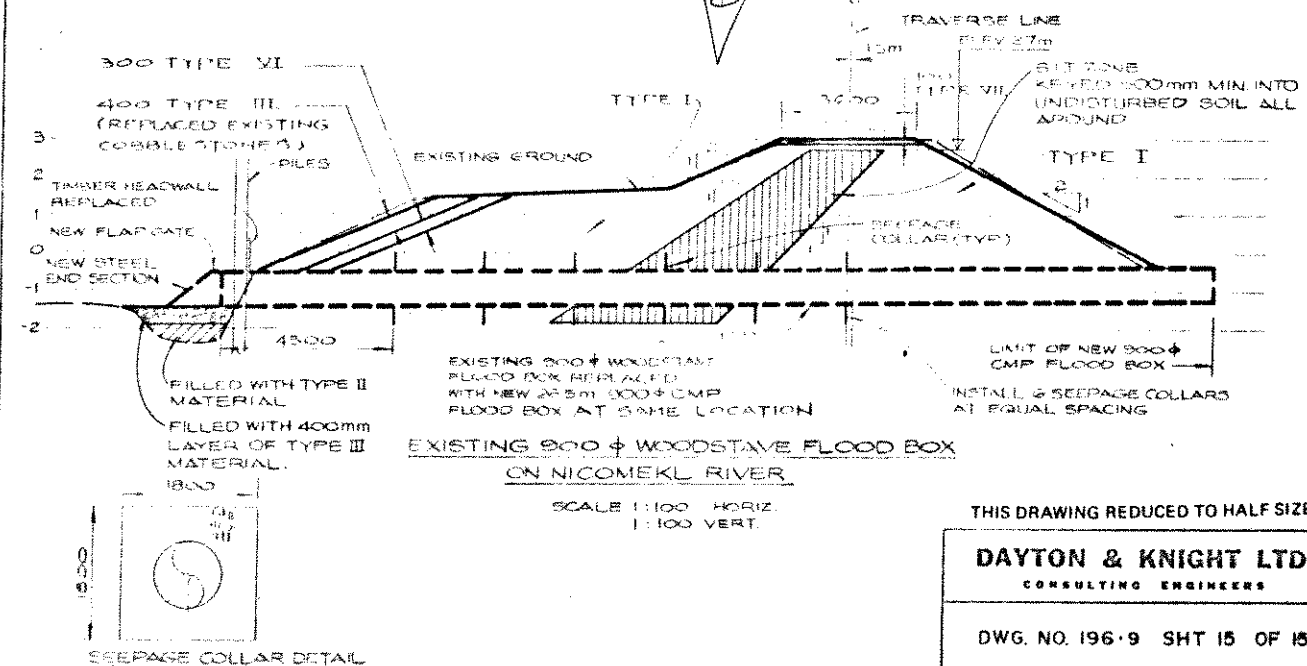 TRAVERSE LINE
ELEV 27m
15m
300 TYPE VI
400 TYPE III
(REPLACED EXISTING
COBBLE STONES)
PILES
TIMBER HEADWALL
REPLACED
NEW FLAP GATE
NEW STEEL
END SECTION
EXISTING GROUND
TYPE I
3600
TYPE VII
SILT ZONE
KEYED 500mm MIN. INTO
UNDISTURBED SOIL ALL
AROUND
TYPE I
2
1
SEEPAGE
COLLAR (TYP)
3
2
1
0
-1
-2
4500
FILLED WITH TYPE II
MATERIAL
FILLED WITH 400mm
LAYER OF TYPE III
MATERIAL.
EXISTING 900 φ WOODSTAVE
FLOOD BOX REPLACED
WITH NEW 900 φ CMP
FLOOD BOX AT SAME LOCATION
LIMIT OF NEW 900 φ
CMP FLOOD BOX
INSTALL 6 SEEPAGE COLLARS
AT EQUAL SPACING
EXISTING 900 φ WOODSTAVE FLOOD BOX
ON NICOMEKL RIVER
SCALE 1:100 HORIZ.
1:100 VERT.
1800
1800
SEEPAGE COLLAR DETAIL
THIS DRAWING REDUCED TO HALF SIZE
DAYTON & KNIGHT LTD
CONSULTING ENGINEERS
DWG. NO. 196·9 SHT 15 OF 15